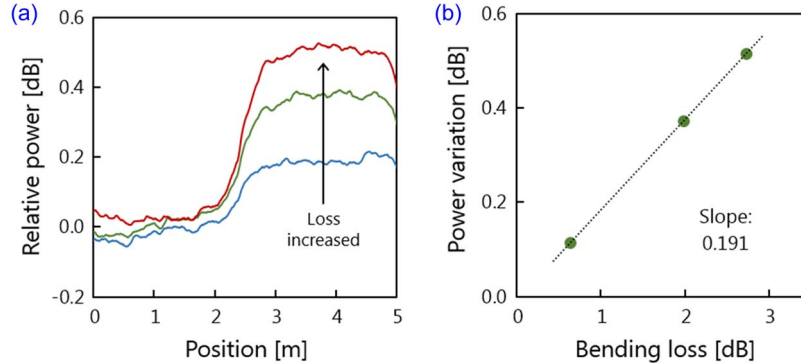 (a)
Relative power [dB]
0.6
0.4
0.2
0.0
-0.2
Loss
increased
0 1 2 3 4 5
Position [m]
(b)
Power variation [dB]
0.6
0.4
0.2
0.0
Slope:
0.191
0 1 2 3
Bending loss [dB]